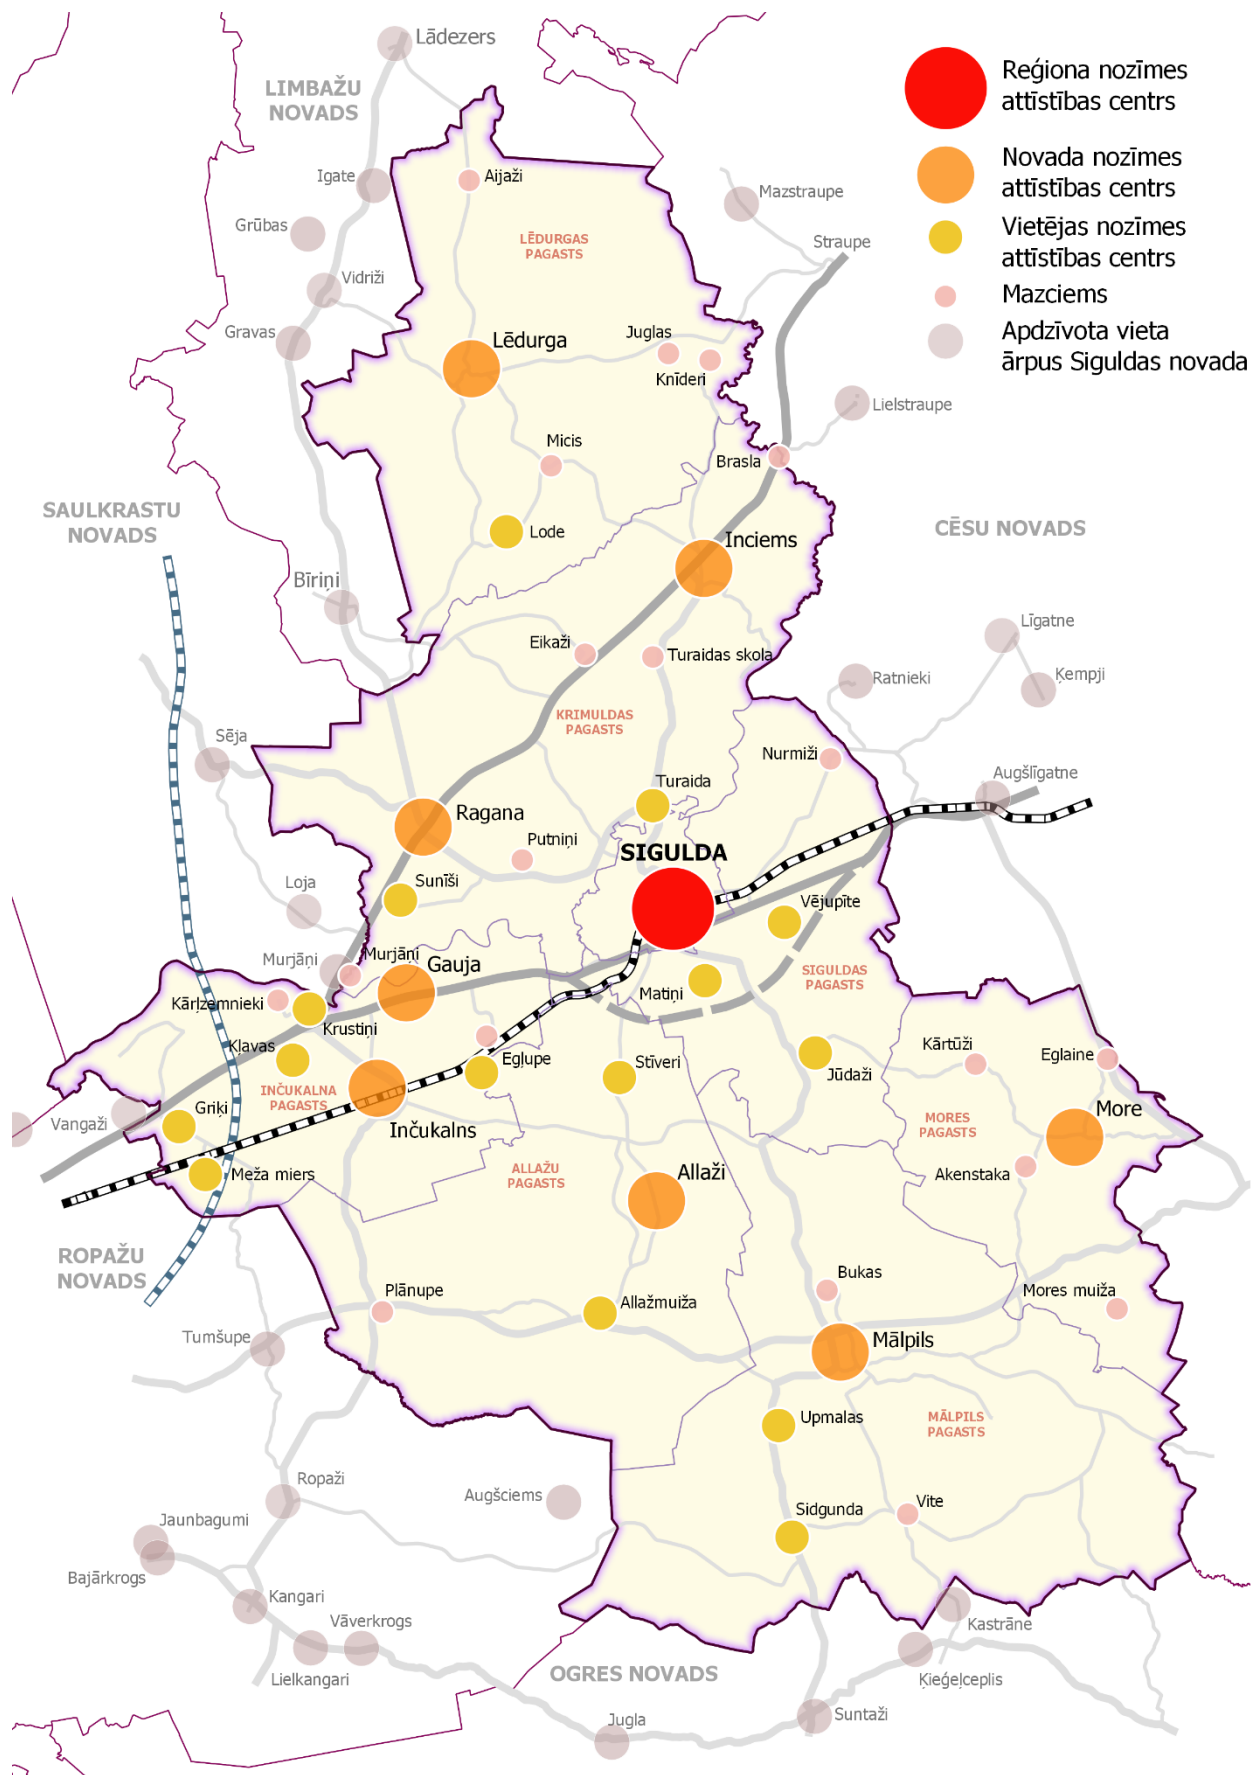 Lādezers
LIMBAŽU
NOVADS
Reģiona nozīmes
attīstības centrs
Novada nozīmes
attīstības centrs
Vietējas nozīmes
attīstības centrs
Mazciems
Apdzīvota vieta
ārpus Siguldas novada
Igate
Aijaži
Mazstraupe
Grūbas
LĒDURGAS
PAGASTS
Straupe
Vidriži
Gravas
Lēdurga
Juglas
Knīderi
Lielstraupe
Micis
Brasla
SAULKRASTU
NOVADS
Lode
Inciems
CĒSU NOVADS
Bīriņi
Līgatne
Eikaži
Turaidas skola
Ratnieki
Ķempji
KRIMULDAS
PAGASTS
Sēja
Nurmiži
Turaida
Augšlīgatne
Ragana
Putniņi
SIGULDA
Loja
Sunīši
Vējupīte
Murjāņi
Murjāņi
Gauja
SIGULDAS
PAGASTS
Matiņi
Kārļzemnieki
Krustiņi
Kļavas
Egļupe
Stīveri
Jūdaži
Kārtūži
Eglaine
INČUKALNA
PAGASTS
Griķi
Vangaži
Inčukalns
MORES
PAGASTS
More
Meža miers
ALLAŽU
PAGASTS
Allaži
Akenstaka
ROPAŽU
NOVADS
Plānupe
Bukas
Mores muiža
Allažmuiža
Tumšupe
Mālpils
Upmalas
MĀLPILS
PAGASTS
Ropaži
Augšciems
Vite
Sidgunda
Jaunbagumi
Bajārkrogs
Kangari
Vāverkrogs
Kastrāne
Lielkangari
OGRES NOVADS
Ķieģeļceplis
Jugla
Suntaži